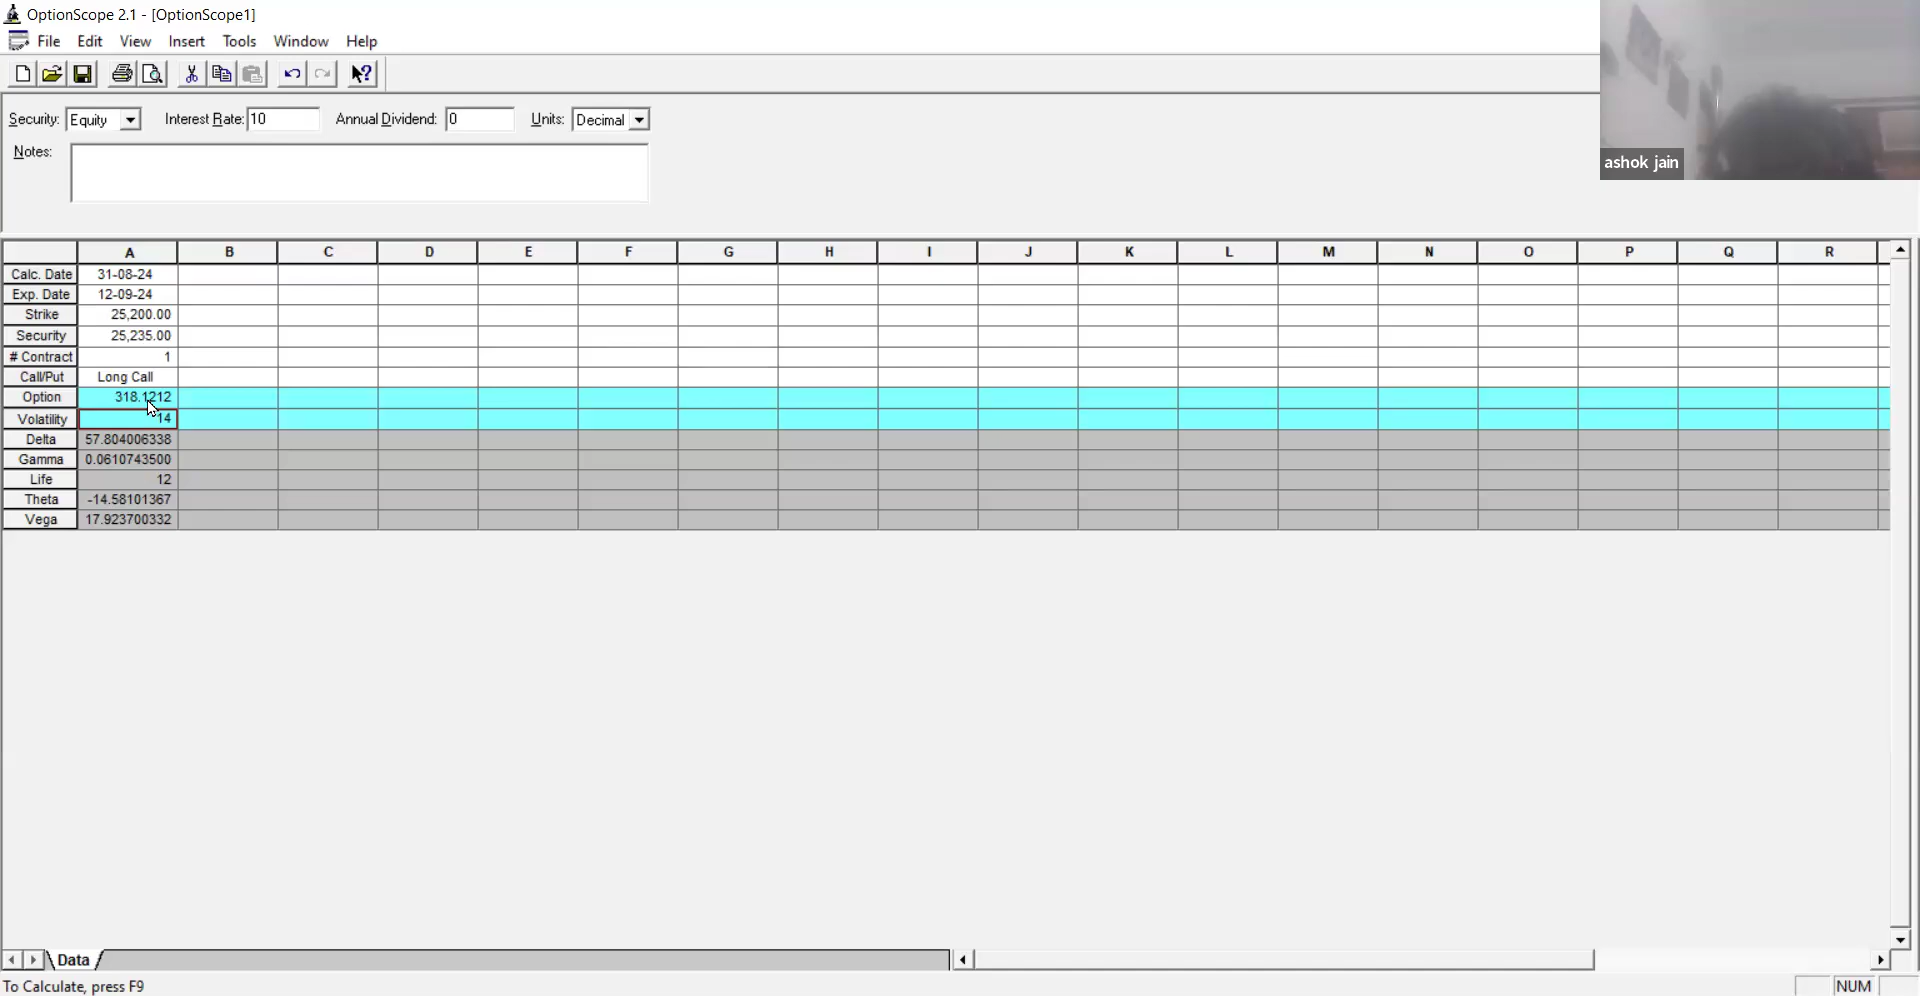 OptionScope 2.1 - [OptionScope1]
File Edit View Insert Tools Window Help
Security: Equity Interest Rate: 10 Annual Dividend: 0 Units: Decimal
Notes:
ashok jain
A B C D E F G H I J K L M N O P Q R
Calc. Date 31-08-24
Exp. Date 12-09-24
Strike 25,200.00
Security 25,235.00
# Contract 1
Call/Put Long Call
Option 318.1212
Volatility 14
Delta 57.804006338
Gamma 0.0610743500
Life 12
Theta -14.58101367
Vega 17.923700332
Data
To Calculate, press F9 NUM